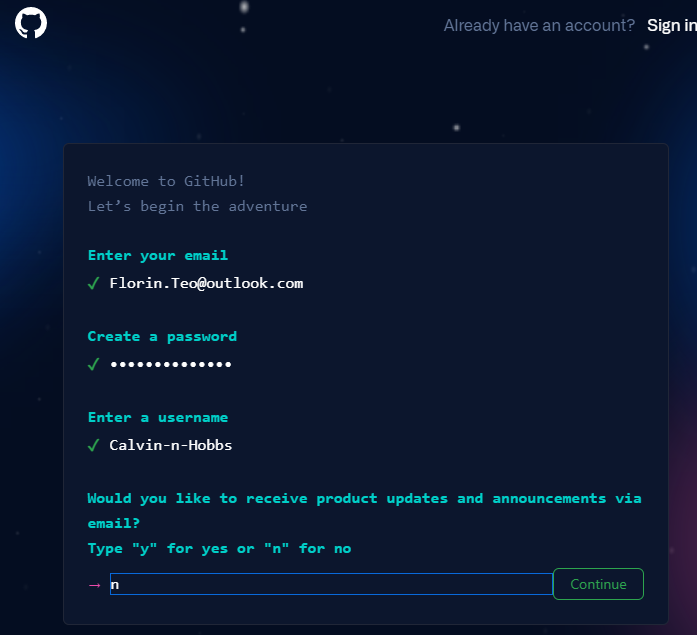 Already have an account? Sign in
Welcome to GitHub!
Let’s begin the adventure
Enter your email
✓ Florin.Teo@outlook.com
Create a password
✓ ••••••••••••••
Enter a username
✓ Calvin-n-Hobbs
Would you like to receive product updates and announcements via
email?
Type "y" for yes or "n" for no
→ n Continue